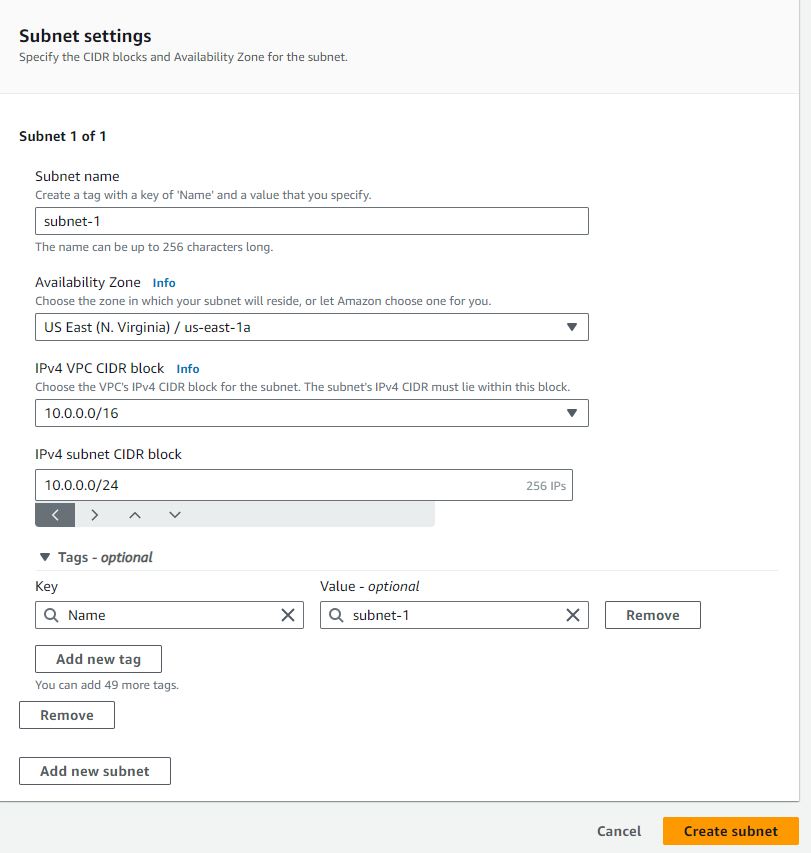 Subnet settings
Specify the CIDR blocks and Availability Zone for the subnet.
Subnet 1 of 1
Subnet name
Create a tag with a key of 'Name' and a value that you specify.
subnet-1
The name can be up to 256 characters long.
Availability Zone Info
Choose the zone in which your subnet will reside, or let Amazon choose one for you.
US East (N. Virginia) / us-east-1a
IPv4 VPC CIDR block Info
Choose the VPC's IPv4 CIDR block for the subnet. The subnet's IPv4 CIDR must lie within this block.
10.0.0.0/16
IPv4 subnet CIDR block
10.0.0.0/24 256 IPs
Tags - optional
Key Value - optional
Name subnet-1 Remove
Add new tag
You can add 49 more tags.
Remove
Add new subnet
Cancel Create subnet